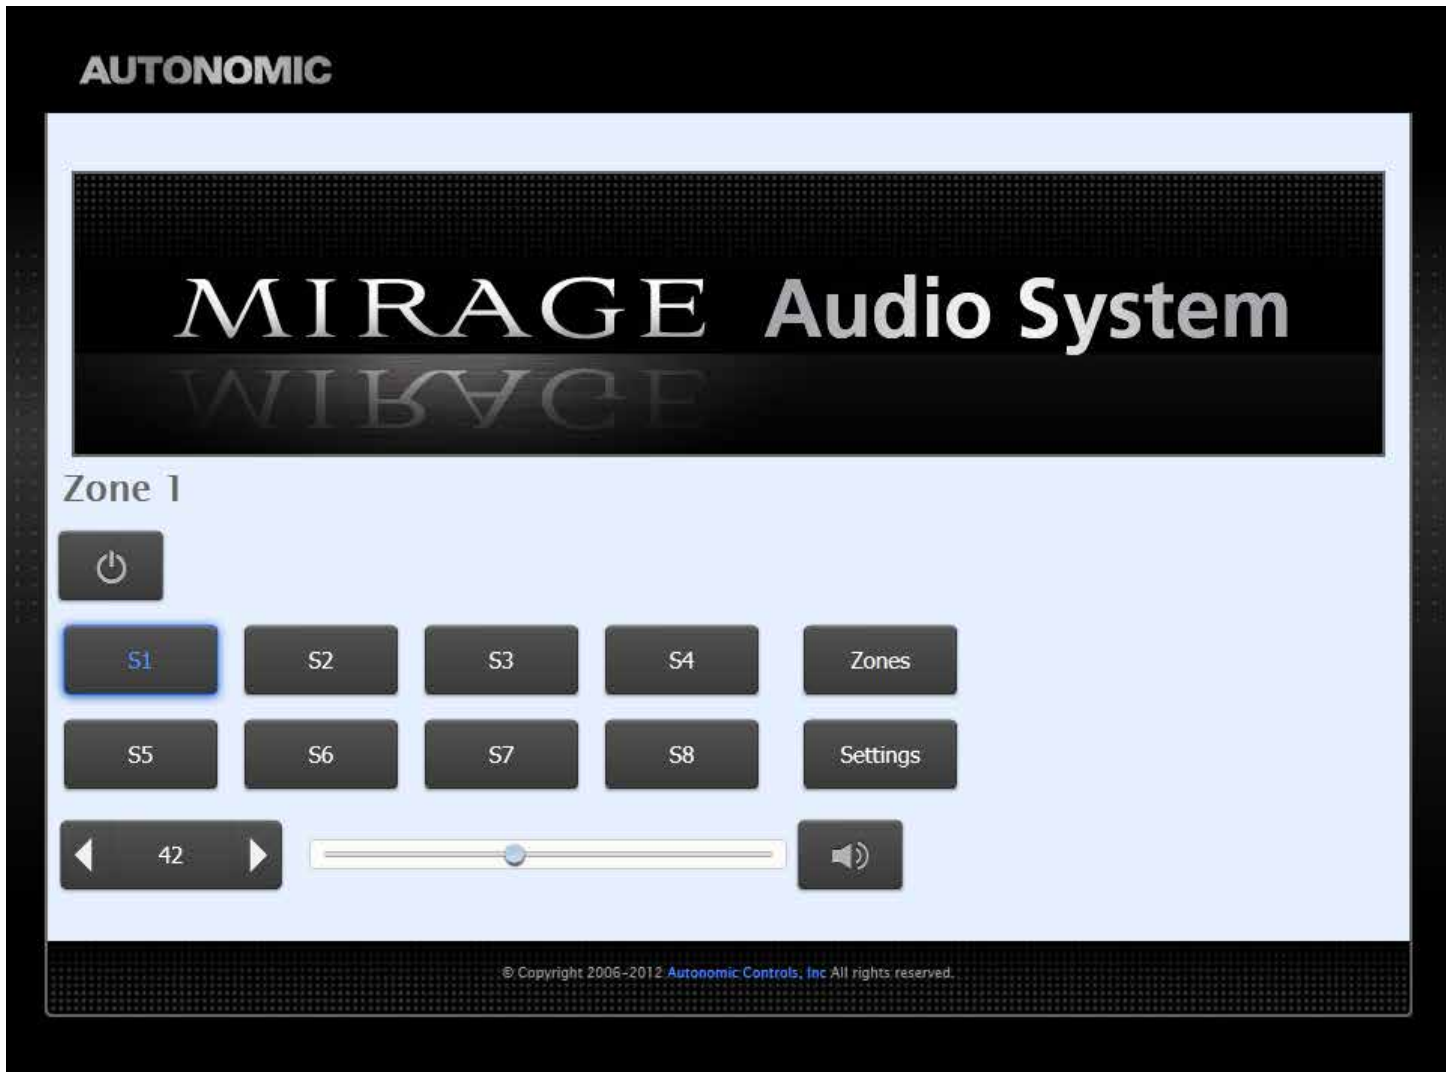 AUTONOMIC
MIRAGE Audio System
Zone 1
S1 S2 S3 S4 Zones
S5 S6 S7 S8 Settings
42
© Copyright 2006-2012 Autonomic Controls, Inc All rights reserved.